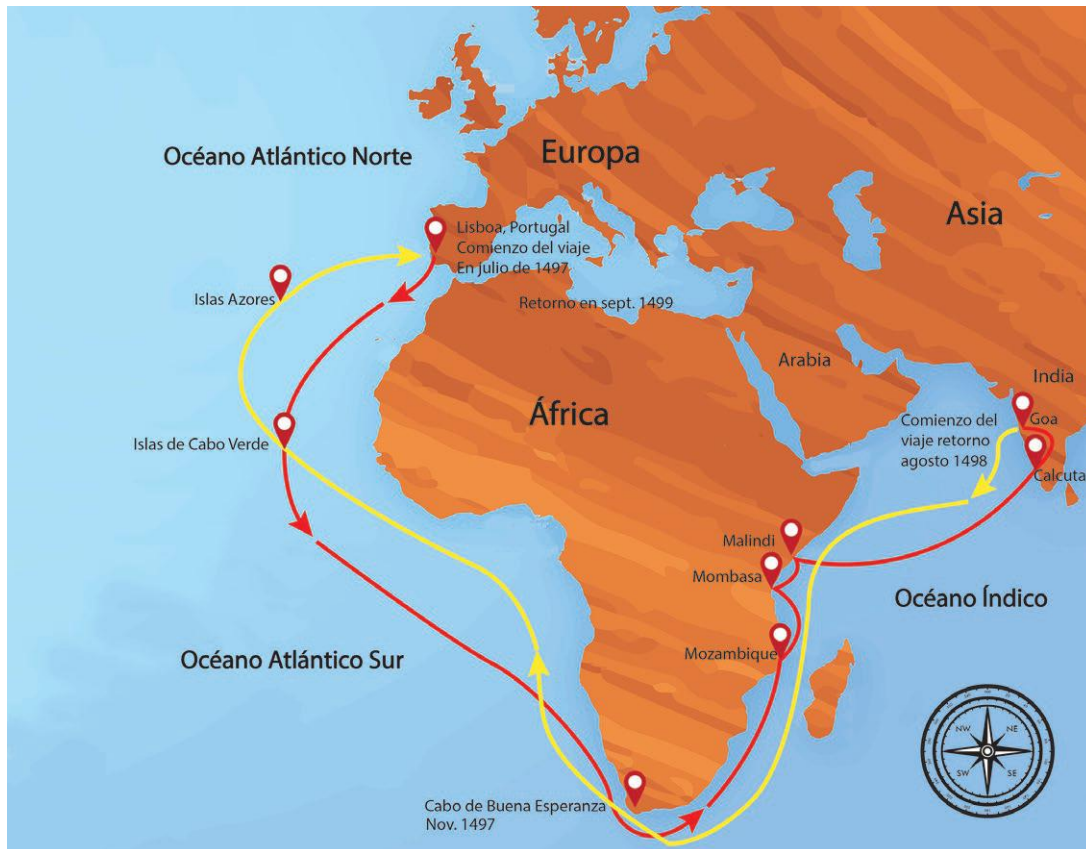 Océano Atlántico Norte
Europa
Asia
Lisboa, Portugal
Comienzo del viaje
En julio de 1497
Islas Azores
Retorno en sept. 1499
Arabia
India
África
Comienzo del
viaje retorno
agosto 1498
Goa
Islas de Cabo Verde
Calcuta
Malindi
Mombasa
Océano Índico
Océano Atlántico Sur
Mozambique
NW
NE
SW
SE
Cabo de Buena Esperanza
Nov. 1497